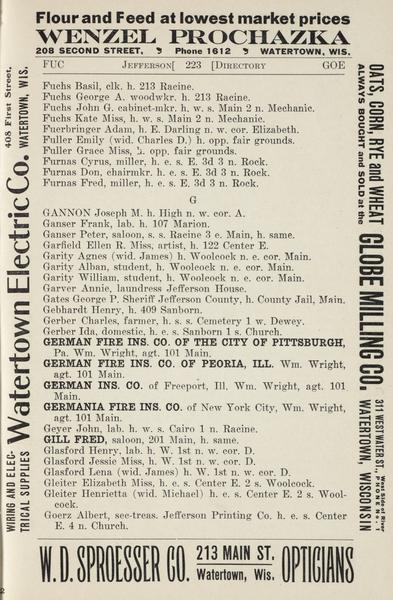 Flour and Feed at lowest market prices
WENZEL PROCHAZKA
208 SECOND STREET, Phone 1612 WATERTOWN, WIS.
FUC JEFFERSON[ 223 [DIRECTORY GOE
Fuchs Basil, clk. h. 213 Racine.
Fuchs George A. woodwkr. h. 213 Racine.
Fuchs John G. cabinet-mkr. h. w. s. Main 2 n. Mechanic.
Fuchs Kate Miss, h. w. s. Main 2 n. Mechanic.
Fuerbringer Adam, h. E. Darling n. w. cor. Elizabeth.
Fuller Emily (wid. Charles D.) h. opp. fair grounds.
Fuller Grace Miss, h. opp. fair grounds.
Furnas Cyrus, miller, h. e. s. E. 3d 3 n. Rock.
Furnas Don, chairmkr. h. e. s. E. 3d 3 n. Rock.
Furnas Fred, miller, h. e. s. E. 3d 3 n. Rock.
G
GANNON Joseph M. h. High n. w. cor. A.
Ganser Frank, lab. h. 107 Marion.
Ganser Peter, saloon, s. s. Racine 3 e. Main, h. same.
Garfield Ellen R. Miss, artist, h. 122 Center E.
Garity Agnes (wid. James) h. Woolcock n. e. cor. Main.
Garity Alban, student, h. Woolcock n. e. cor. Main.
Garity William, student, h. Woolcock n. e. cor. Main.
Garver Annie, laundress Jefferson House.
Gates George P. Sheriff Jefferson County, h. County Jail, Main.
Gebhardt Henry, h. 409 Sanborn.
Gerber Charles, farmer, h. s. s. Cemetery 1 w. Dewey.
Gerber Ida, domestic, h. e. s. Sanborn 1 s. Church.
GERMAN FIRE INS. CO. OF THE CITY OF PITTSBURGH,
Pa. Wm. Wright, agt. 101 Main.
GERMAN FIRE INS. CO. OF PEORIA, ILL. Wm. Wright,
agt. 101 Main.
GERMAN INS. CO. of Freeport, Ill, Wm. Wright, agt. 101
Main.
GERMANIA FIRE INS. CO. of New York City, Wm. Wright,
agt. 101 Main.
Geyer John, lab. h. w. s. Cairo 1 n. Racine.
GILL FRED, saloon, 201 Main, h. same.
Glasford Henry, lab. h. W. 1st n. w. cor. D.
Glasford Jessie Miss, h. W. 1st n. w. cor. D.
Glasford Lena (wid. James) h. W. 1st n. w. cor. D.
Gleiter Elizabeth Miss, h. e. s. Center E. 2 s. Woolcock.
Gleiter Henrietta (wid. Michael) h. e. s. Center E. 2 s. Wool-
cock.
Goerz Albert, sec-treas. Jefferson Printing Co. h. e. s. Center
E. 4 n. Church.
W. D. SPROESSER CO. 213 MAIN ST. OPTICIANS
Watertown, Wis.
408 First Street,
WATERTOWN, WIS.
Watertown Electric Co.
WIRING AND ELEC-
TRICAL SUPPLIES
OATS, CORN, RYE and WHEAT
ALWAYS BOUGHT and SOLD at the
GLOBE MILLING CO.
311 WEST WATER ST.,
West Side of River
PHONE No. 1
WATERTOWN, WISCONSIN
2